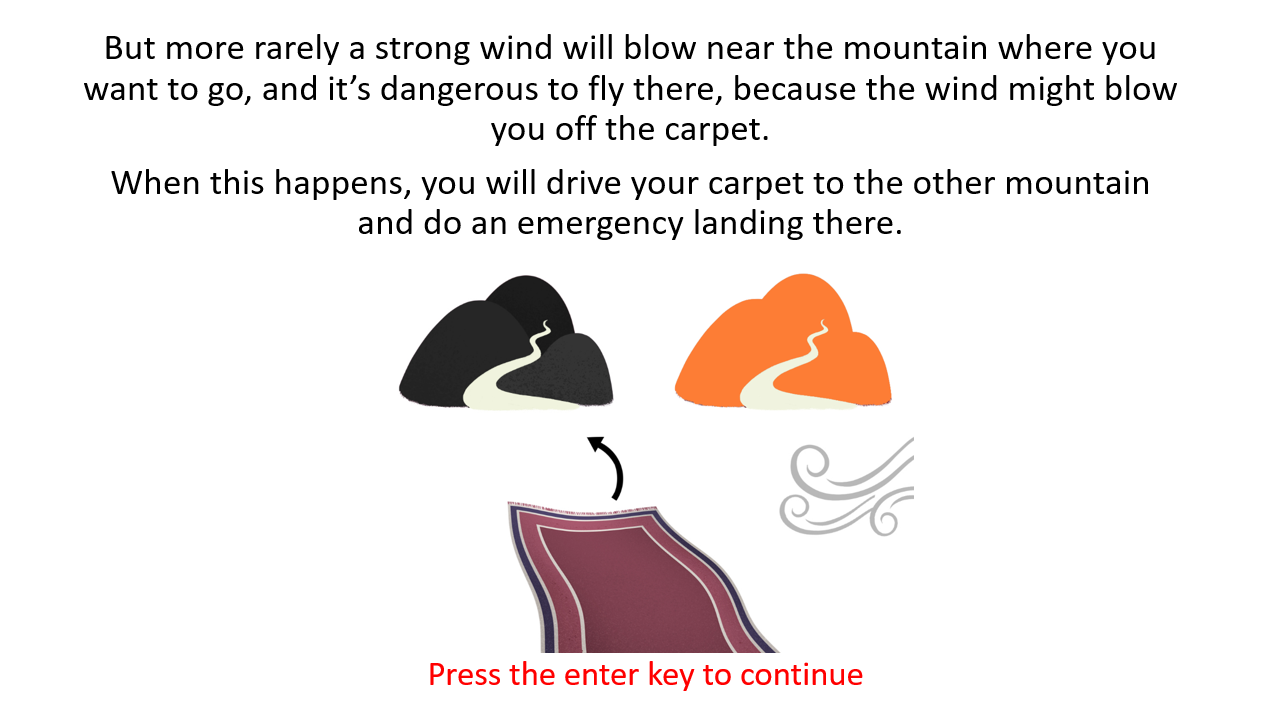 But more rarely a strong wind will blow near the mountain where you
want to go, and it’s dangerous to fly there, because the wind might blow
you off the carpet.
When this happens, you will drive your carpet to the other mountain
and do an emergency landing there.
Press the enter key to continue